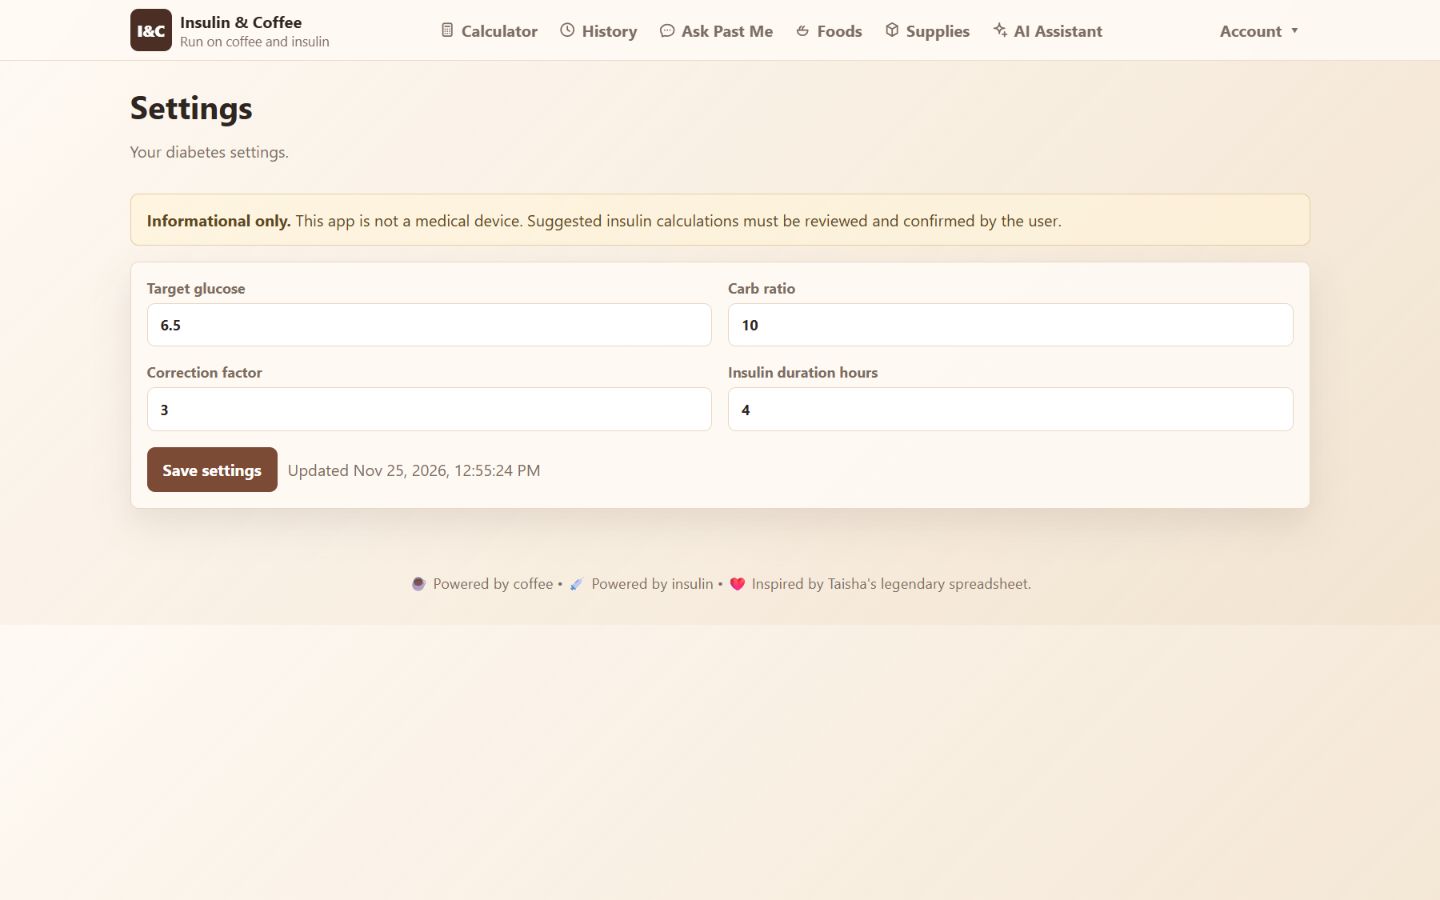 I&C
Insulin & Coffee
Run on coffee and insulin
Calculator
History
Ask Past Me
Foods
Supplies
AI Assistant
Account
Settings
Your diabetes settings.
Informational only. This app is not a medical device. Suggested insulin calculations must be reviewed and confirmed by the user.
Target glucose
Carb ratio
6.5
10
Correction factor
Insulin duration hours
3
4
Save settings
Updated Nov 25, 2026, 12:55:24 PM
Powered by coffee • Powered by insulin • Inspired by Taisha's legendary spreadsheet.